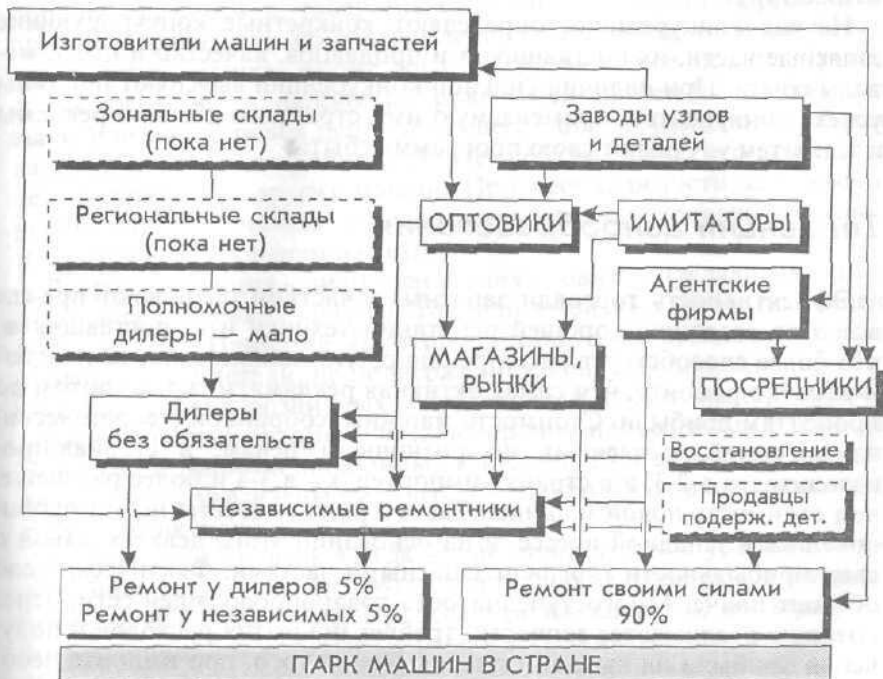 Изготовители машин и запчастей
Зональные склады
(пока нет)
Заводы узлов
и деталей
Региональные склады
(пока нет)
ОПТОВИКИ
ИМИТАТОРЫ
Полномочные
дилеры — мало
Агентские
фирмы
МАГАЗИНЫ,
РЫНКИ
ПОСРЕДНИКИ
Дилеры
без обязательств
Восстановление
Независимые ремонтники
Продавцы
подерж. дет.
Ремонт у дилеров 5%
Ремонт у независимых 5%
Ремонт своими силами
90%
ПАРК МАШИН В СТРАНЕ